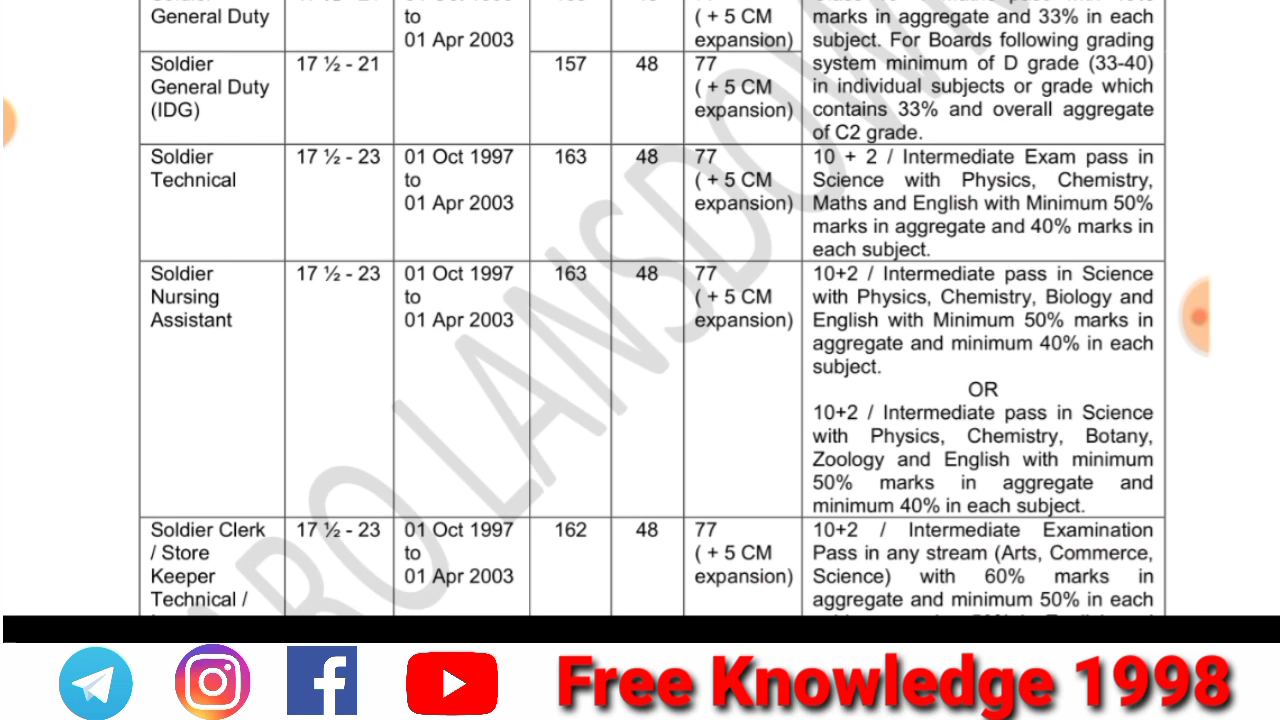 General Duty
to
01 Apr 2003
( + 5 CM
expansion)
marks in aggregate and 33% in each
subject. For Boards following grading
system minimum of D grade (33-40)
in individual subjects or grade which
contains 33% and overall aggregate
of C2 grade.
Soldier
General Duty
(IDG)
17 ½ - 21
157
48
77
( + 5 CM
expansion)
Soldier
Technical
17 ½ - 23
01 Oct 1997
to
01 Apr 2003
163
48
77
( + 5 CM
expansion)
10 + 2 / Intermediate Exam pass in
Science with Physics, Chemistry,
Maths and English with Minimum 50%
marks in aggregate and 40% marks in
each subject.
Soldier
Nursing
Assistant
17 ½ - 23
01 Oct 1997
to
01 Apr 2003
163
48
77
( + 5 CM
expansion)
10+2 / Intermediate pass in Science
with Physics, Chemistry, Biology and
English with Minimum 50% marks in
aggregate and minimum 40% in each
subject.
OR
10+2 / Intermediate pass in Science
with Physics, Chemistry, Botany,
Zoology and English with minimum
50% marks in aggregate and
minimum 40% in each subject.
Soldier Clerk
/ Store
Keeper
Technical /
17 ½ - 23
01 Oct 1997
to
01 Apr 2003
162
48
77
( + 5 CM
expansion)
10+2 / Intermediate Examination
Pass in any stream (Arts, Commerce,
Science) with 60% marks in
aggregate and minimum 50% in each
ARO LANSDOWN
Free Knowledge 1998